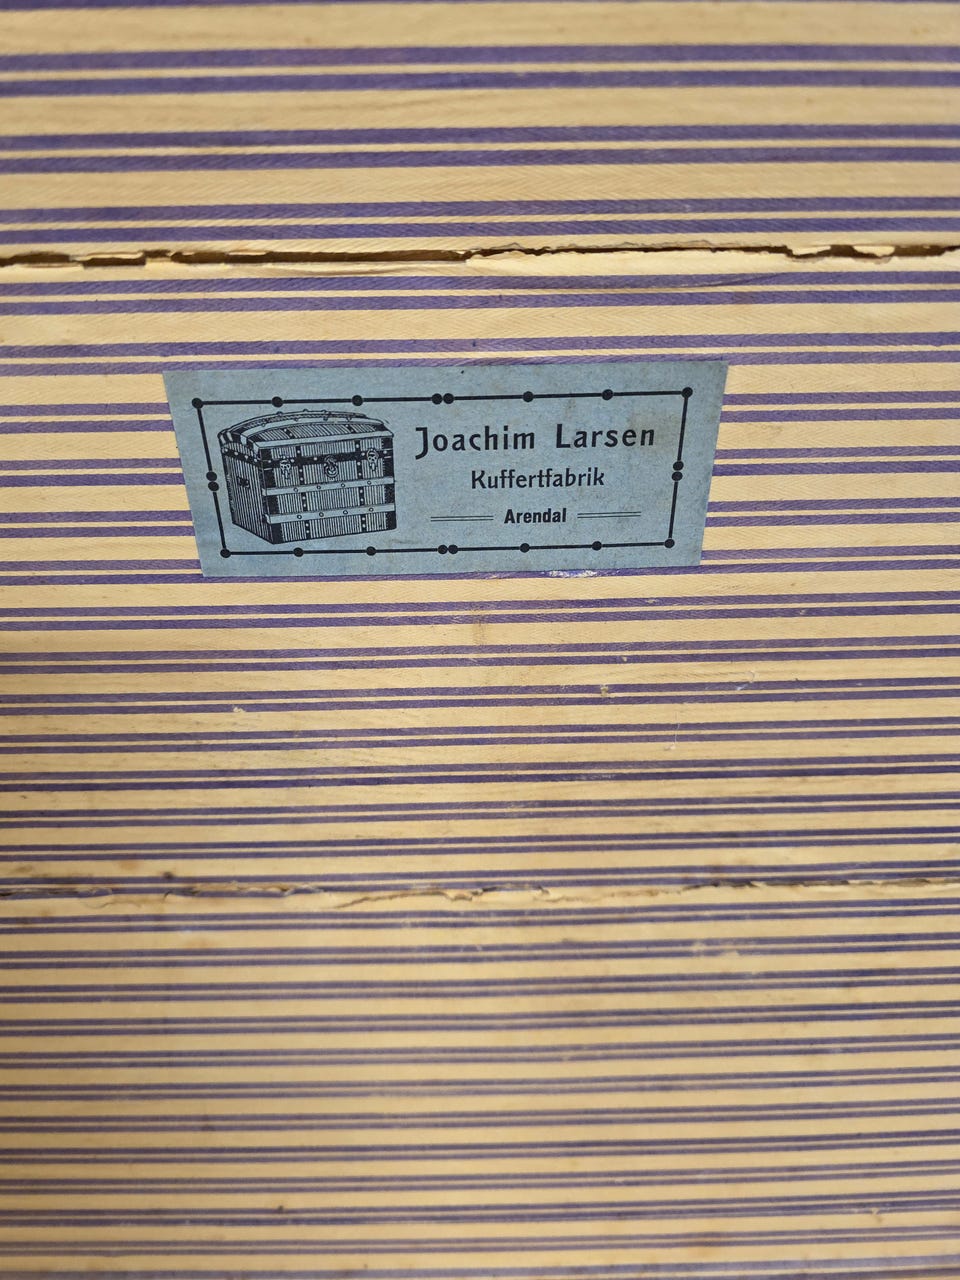 Joachim Larsen
Kuffertfabrik
Arendal